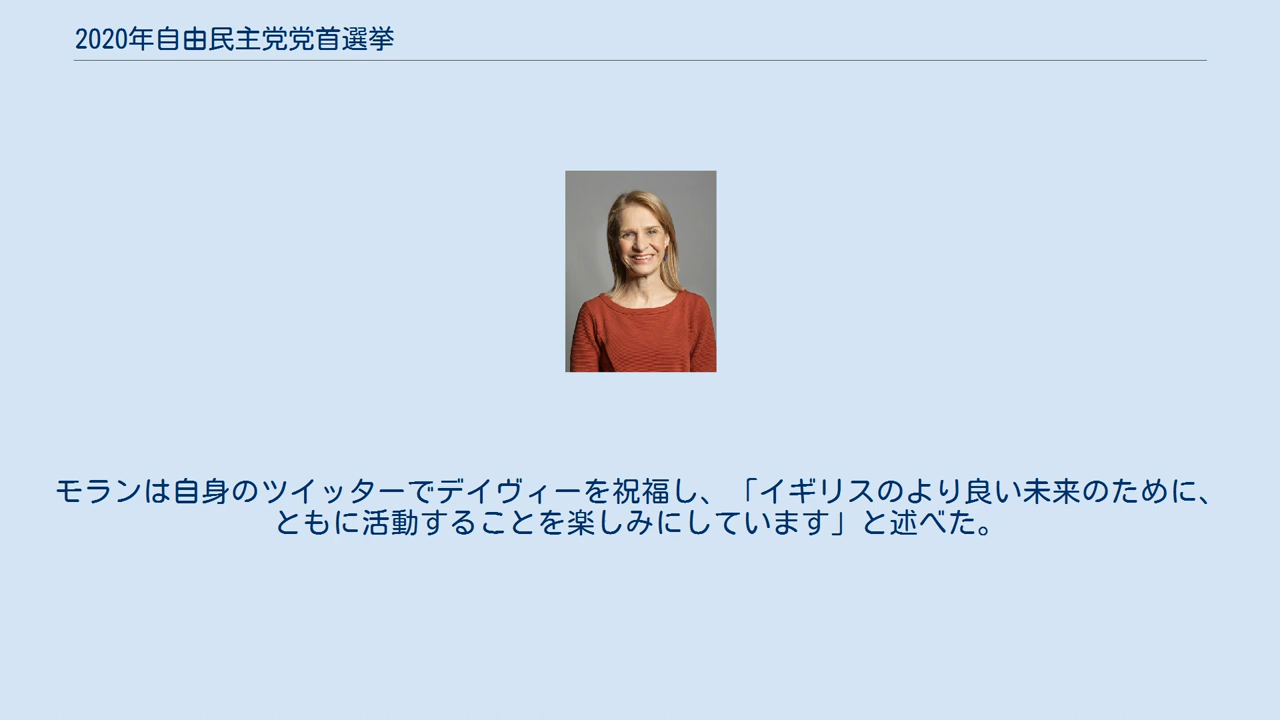 2020年自由民主党党首選挙
モランは自身のツイッターでデイヴィーを祝福し、「イギリスのより良い未来のために、
ともに活動することを楽しみにしています」と述べた。